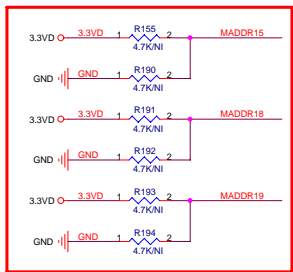 R155
3.3VD 3.3VD 1 2 MADDR15
4.7K/NI
R190
GND GND 1 2
4.7K/NI
R191
3.3VD 3.3VD 1 2 MADDR18
4.7K/NI
R192
GND GND 1 2
4.7K/NI
R193
3.3VD 3.3VD 1 2 MADDR19
4.7K/NI
R194
GND GND 1 2
4.7K/NI